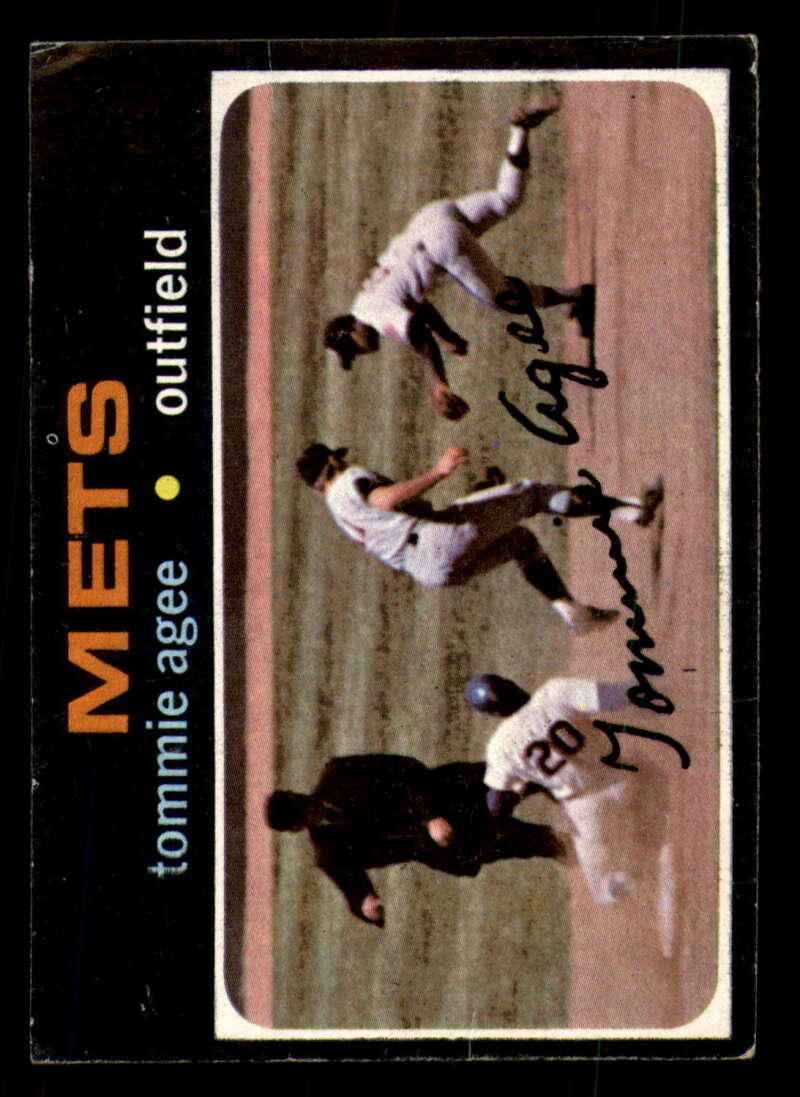 METS
tommie agee • outfield
20
Tommie Agee